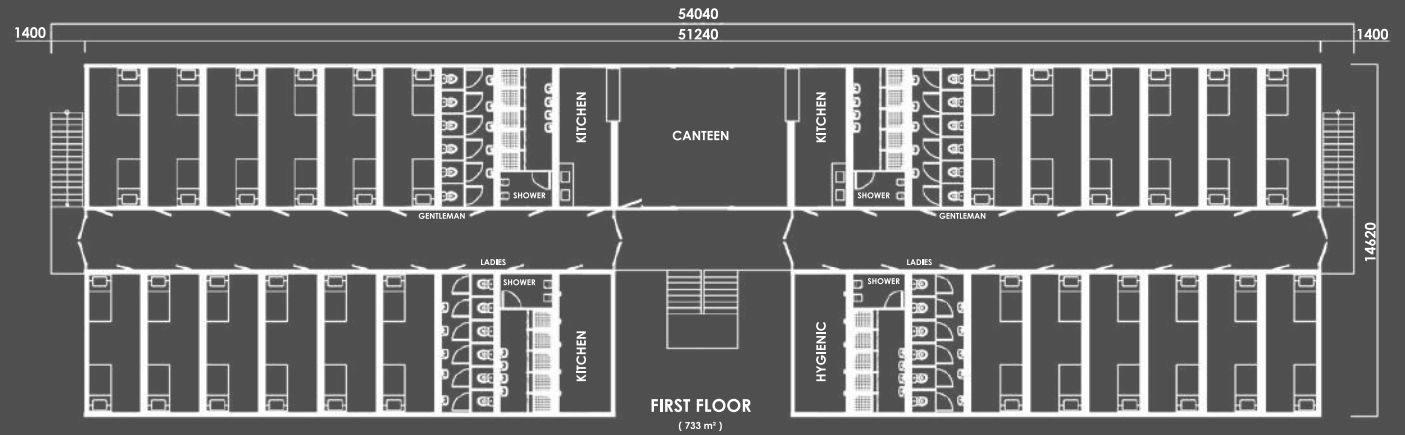 54040
1400
51240
1400
KITCHEN
CANTEEN
KITCHEN
SHOWER
SHOWER
GENTLEMAN
GENTLEMAN
14620
LADIES
LADIES
SHOWER
SHOWER
KITCHEN
HYGIENIC
FIRST FLOOR
( 733 m² )